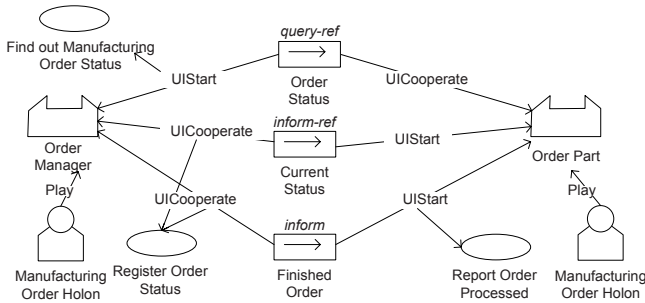 query-ref
Find out Manufacturing
Order Status
UIStart
Order
Status
UICooperate
inform-ref
UICooperate
UIStart
Order
Manager
Current
Status
Order Part
Play
UICooperate
inform
UIStart
Play
Manufacturing
Order Holon
Register Order
Status
Finished
Order
Report Order
Processed
Manufacturing
Order Holon